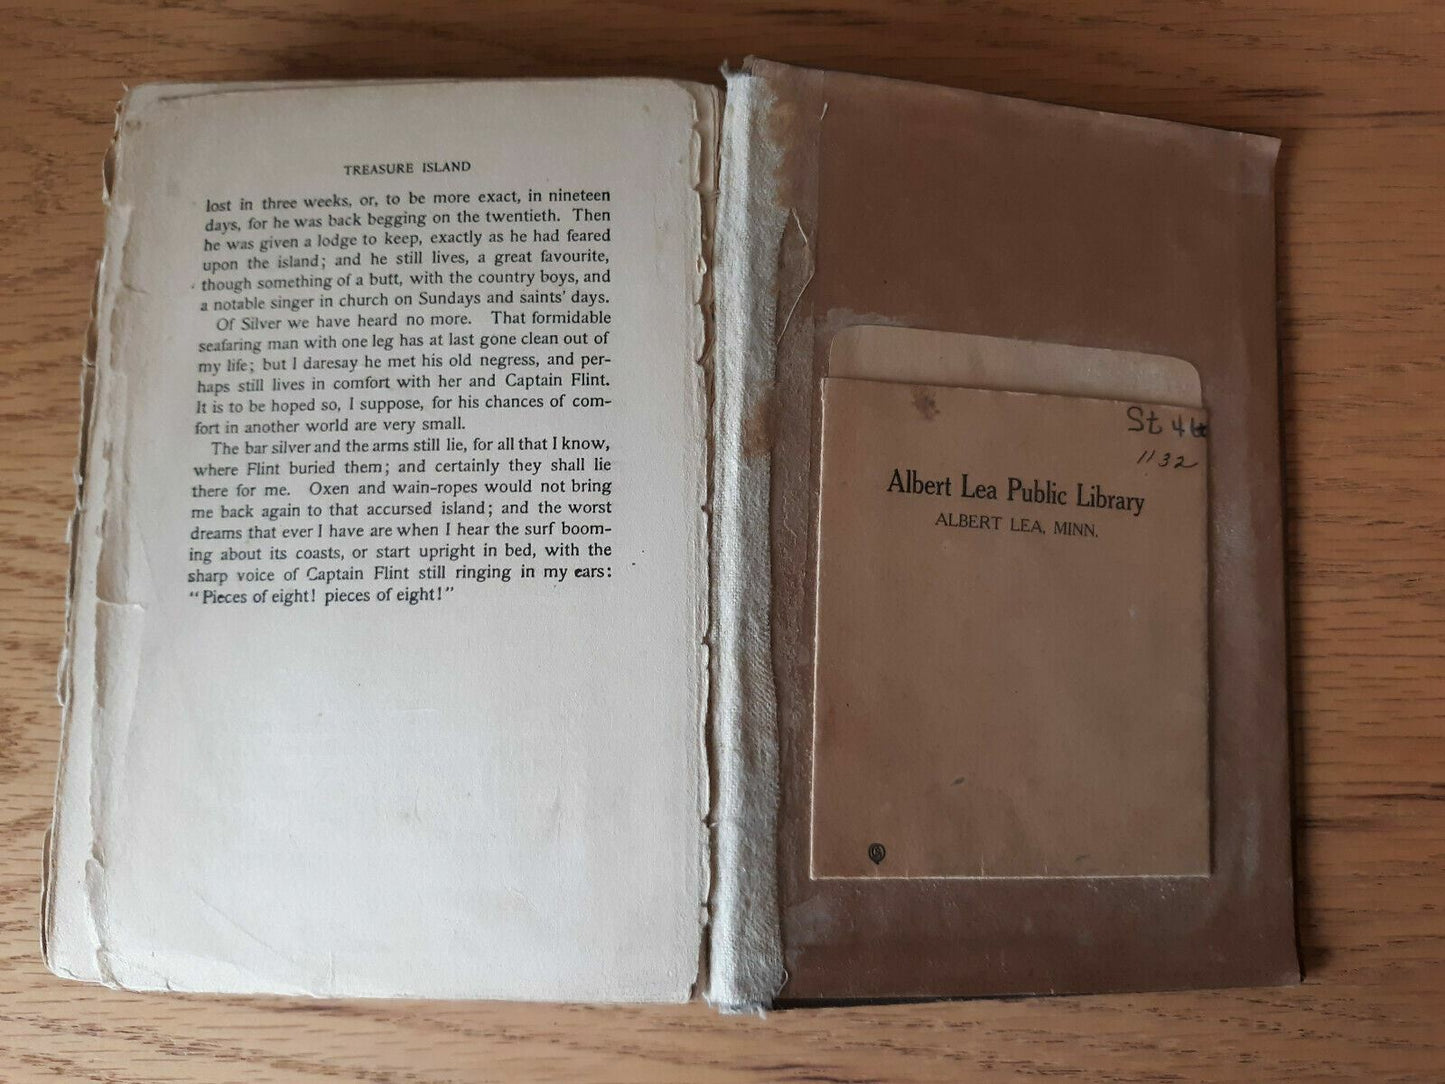 TREASURE ISLAND
lost in three weeks, or, to be more exact, in nineteen
days, for he was back begging on the twentieth. Then
he was given a lodge to keep, exactly as he had feared
upon the island; and he still lives, a great favourite,
though something of a butt, with the country boys, and
a notable singer in church on Sundays and saints' days.
Of Silver we have heard no more. That formidable
seafaring man with one leg has at last gone clean out of
my life; but I daresay he met his old negress, and per-
haps still lives in comfort with her and Captain Flint.
It is to be hoped so, I suppose, for his chances of com-
fort in another world are very small.
The bar silver and the arms still lie, for all that I know,
where Flint buried them; and certainly they shall lie
there for me. Oxen and wain-ropes would not bring
me back again to that accursed island; and the worst
dreams that ever I have are when I hear the surf boom-
ing about its coasts, or start upright in bed, with the
sharp voice of Captain Flint still ringing in my ears:
"Pieces of eight! pieces of eight!"
St
1132
Albert Lea Public Library
ALBERT LEA, MINN.